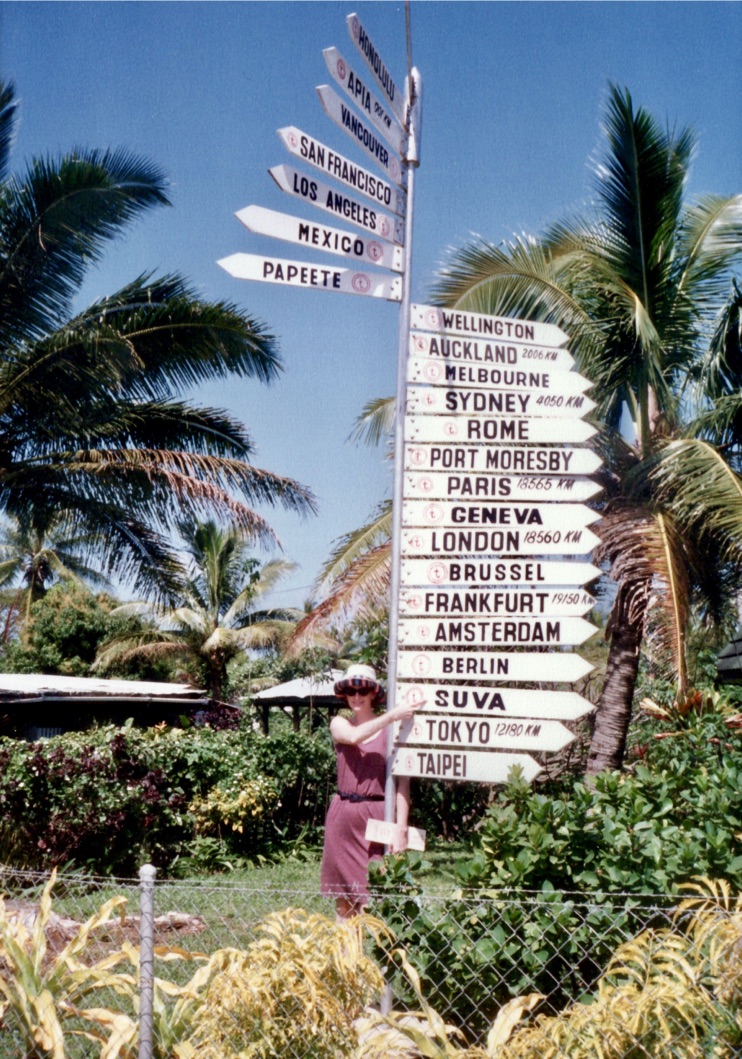 HONOLULU
APIA
VANCOUVER
SAN FRANCISCO
LOS ANGELES
MEXICO
PAPEETE
WELLINGTON
AUCKLAND 2006 KM
MELBOURNE
SYDNEY 4050 KM
ROME
PORT MORESBY
PARIS 18565 KM
GENEVA
LONDON 18560 KM
BRUSSEL
FRANKFURT 19150 K
AMSTERDAM
BERLIN
SUVA
TOKYO 12180 KM
TAIPEI